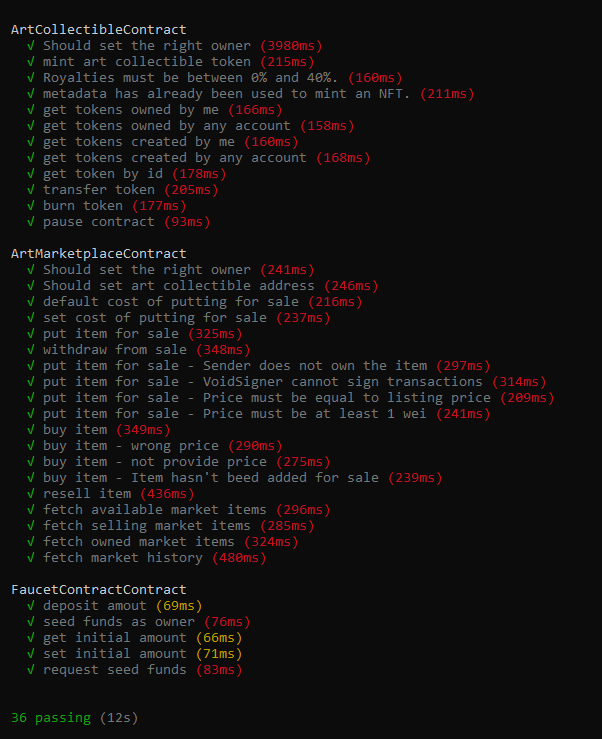 ArtCollectibleContract
√ Should set the right owner (3980ms)
√ mint art collectible token (215ms)
√ Royalties must be between 0% and 40%. (160ms)
√ metadata has already been used to mint an NFT. (211ms)
√ get tokens owned by me (166ms)
√ get tokens owned by any account (158ms)
√ get tokens created by me (160ms)
√ get tokens created by any account (168ms)
√ get token by id (178ms)
√ transfer token (205ms)
√ burn token (177ms)
√ pause contract (93ms)
ArtMarketplaceContract
√ Should set the right owner (241ms)
√ Should set art collectible address (246ms)
√ default cost of putting for sale (216ms)
√ set cost of putting for sale (237ms)
√ put item for sale (325ms)
√ withdraw from sale (348ms)
√ put item for sale - Sender does not own the item (297ms)
√ put item for sale - VoidSigner cannot sign transactions (314ms)
√ put item for sale - Price must be equal to listing price (209ms)
√ put item for sale - Price must be at least 1 wei (241ms)
√ buy item (349ms)
√ buy item - wrong price (290ms)
√ buy item - not provide price (275ms)
√ buy item - Item hasn't beed added for sale (239ms)
√ resell item (436ms)
√ fetch available market items (296ms)
√ fetch selling market items (285ms)
√ fetch owned market items (324ms)
√ fetch market history (480ms)
FaucetContractContract
√ deposit amout (69ms)
√ seed funds as owner (76ms)
√ get initial amount (66ms)
√ set initial amount (71ms)
√ request seed funds (83ms)
36 passing (12s)